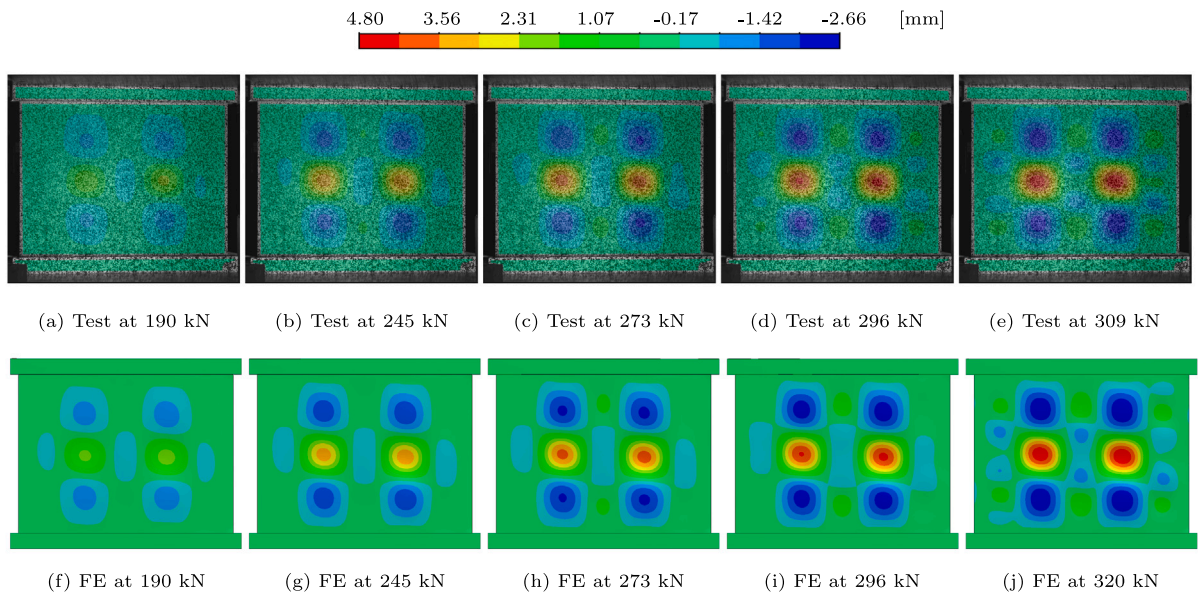 4.80 3.56 2.31 1.07 -0.17 -1.42 -2.66 [mm]
(a) Test at 190 kN (b) Test at 245 kN (c) Test at 273 kN (d) Test at 296 kN (e) Test at 309 kN
(f) FE at 190 kN (g) FE at 245 kN (h) FE at 273 kN (i) FE at 296 kN (j) FE at 320 kN